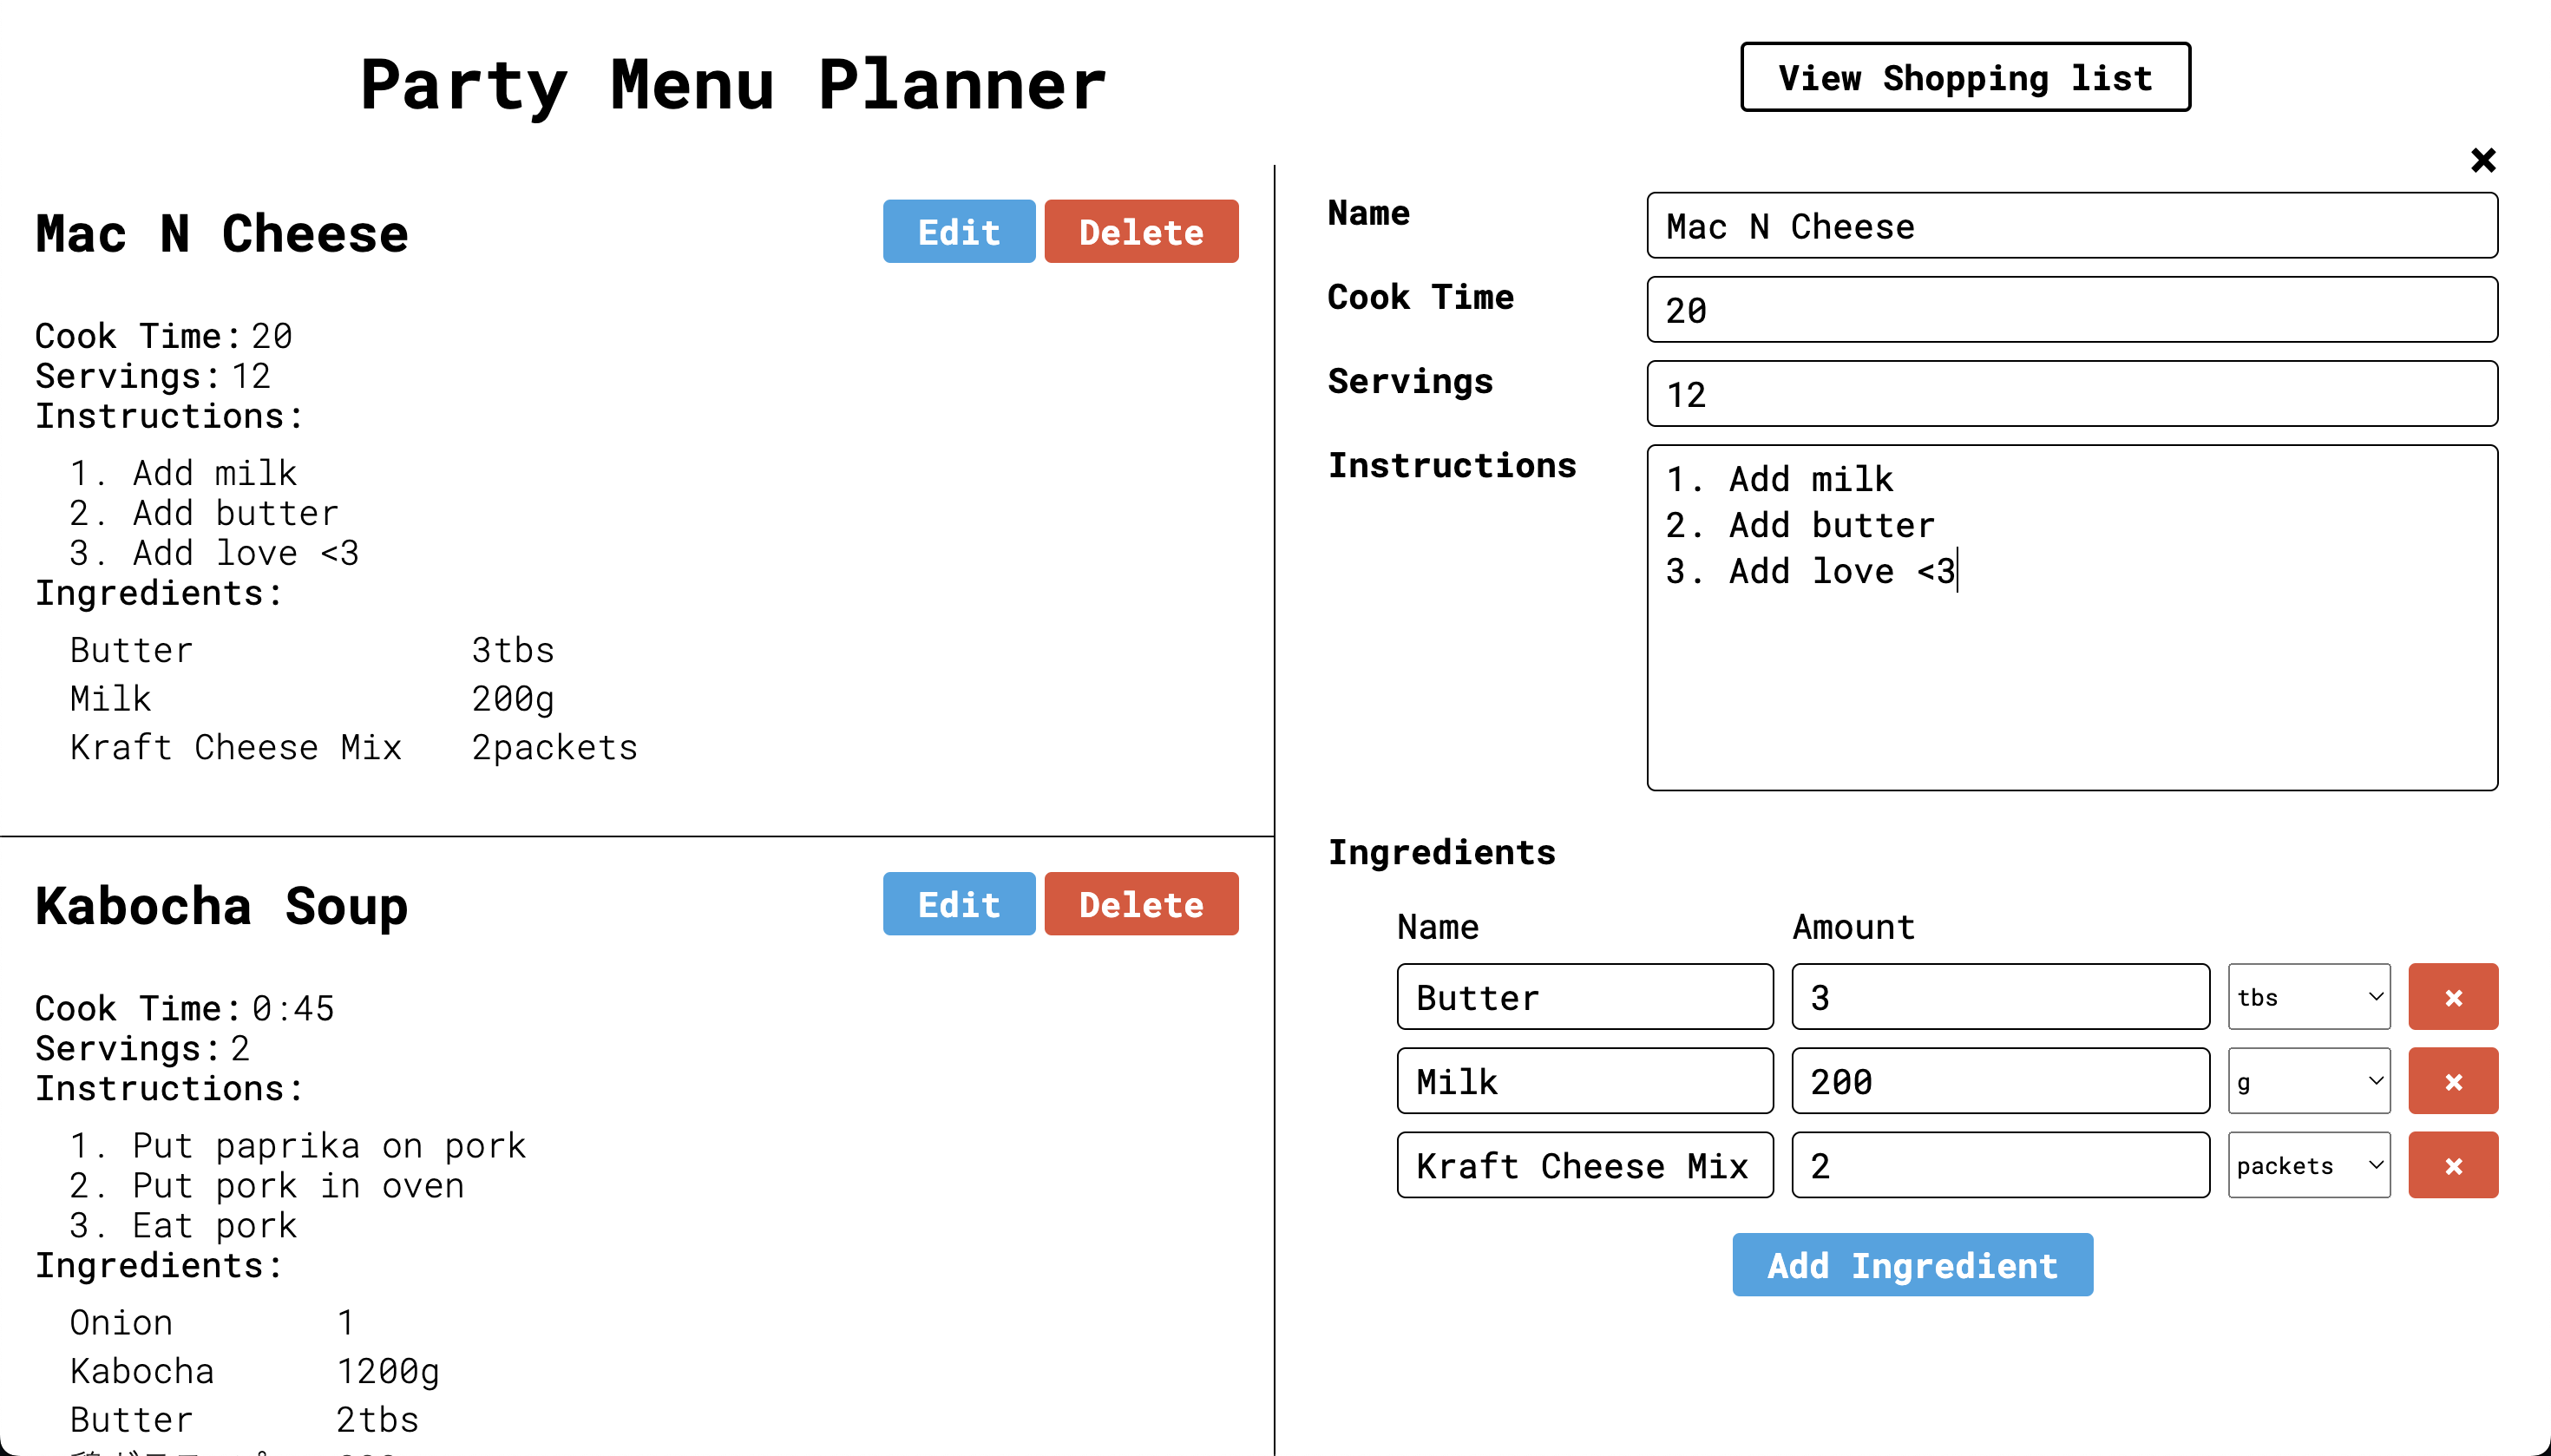 Party Menu Planner
View Shopping list
×
Mac N Cheese
Edit
Delete
Cook Time: 20
Servings: 12
Instructions:
1. Add milk
2. Add butter
3. Add love <3
Ingredients:
Butter 3tbs
Milk 200g
Kraft Cheese Mix 2packets
Kabocha Soup
Edit
Delete
Cook Time: 0:45
Servings: 2
Instructions:
1. Put paprika on pork
2. Put pork in oven
3. Eat pork
Ingredients:
Onion 1
Kabocha 1200g
Butter 2tbs
Name Mac N Cheese
Cook Time 20
Servings 12
Instructions
1. Add milk
2. Add butter
3. Add love <3
Ingredients
Name Amount
Butter 3 tbs ×
Milk 200 g ×
Kraft Cheese Mix 2 packets ×
Add Ingredient